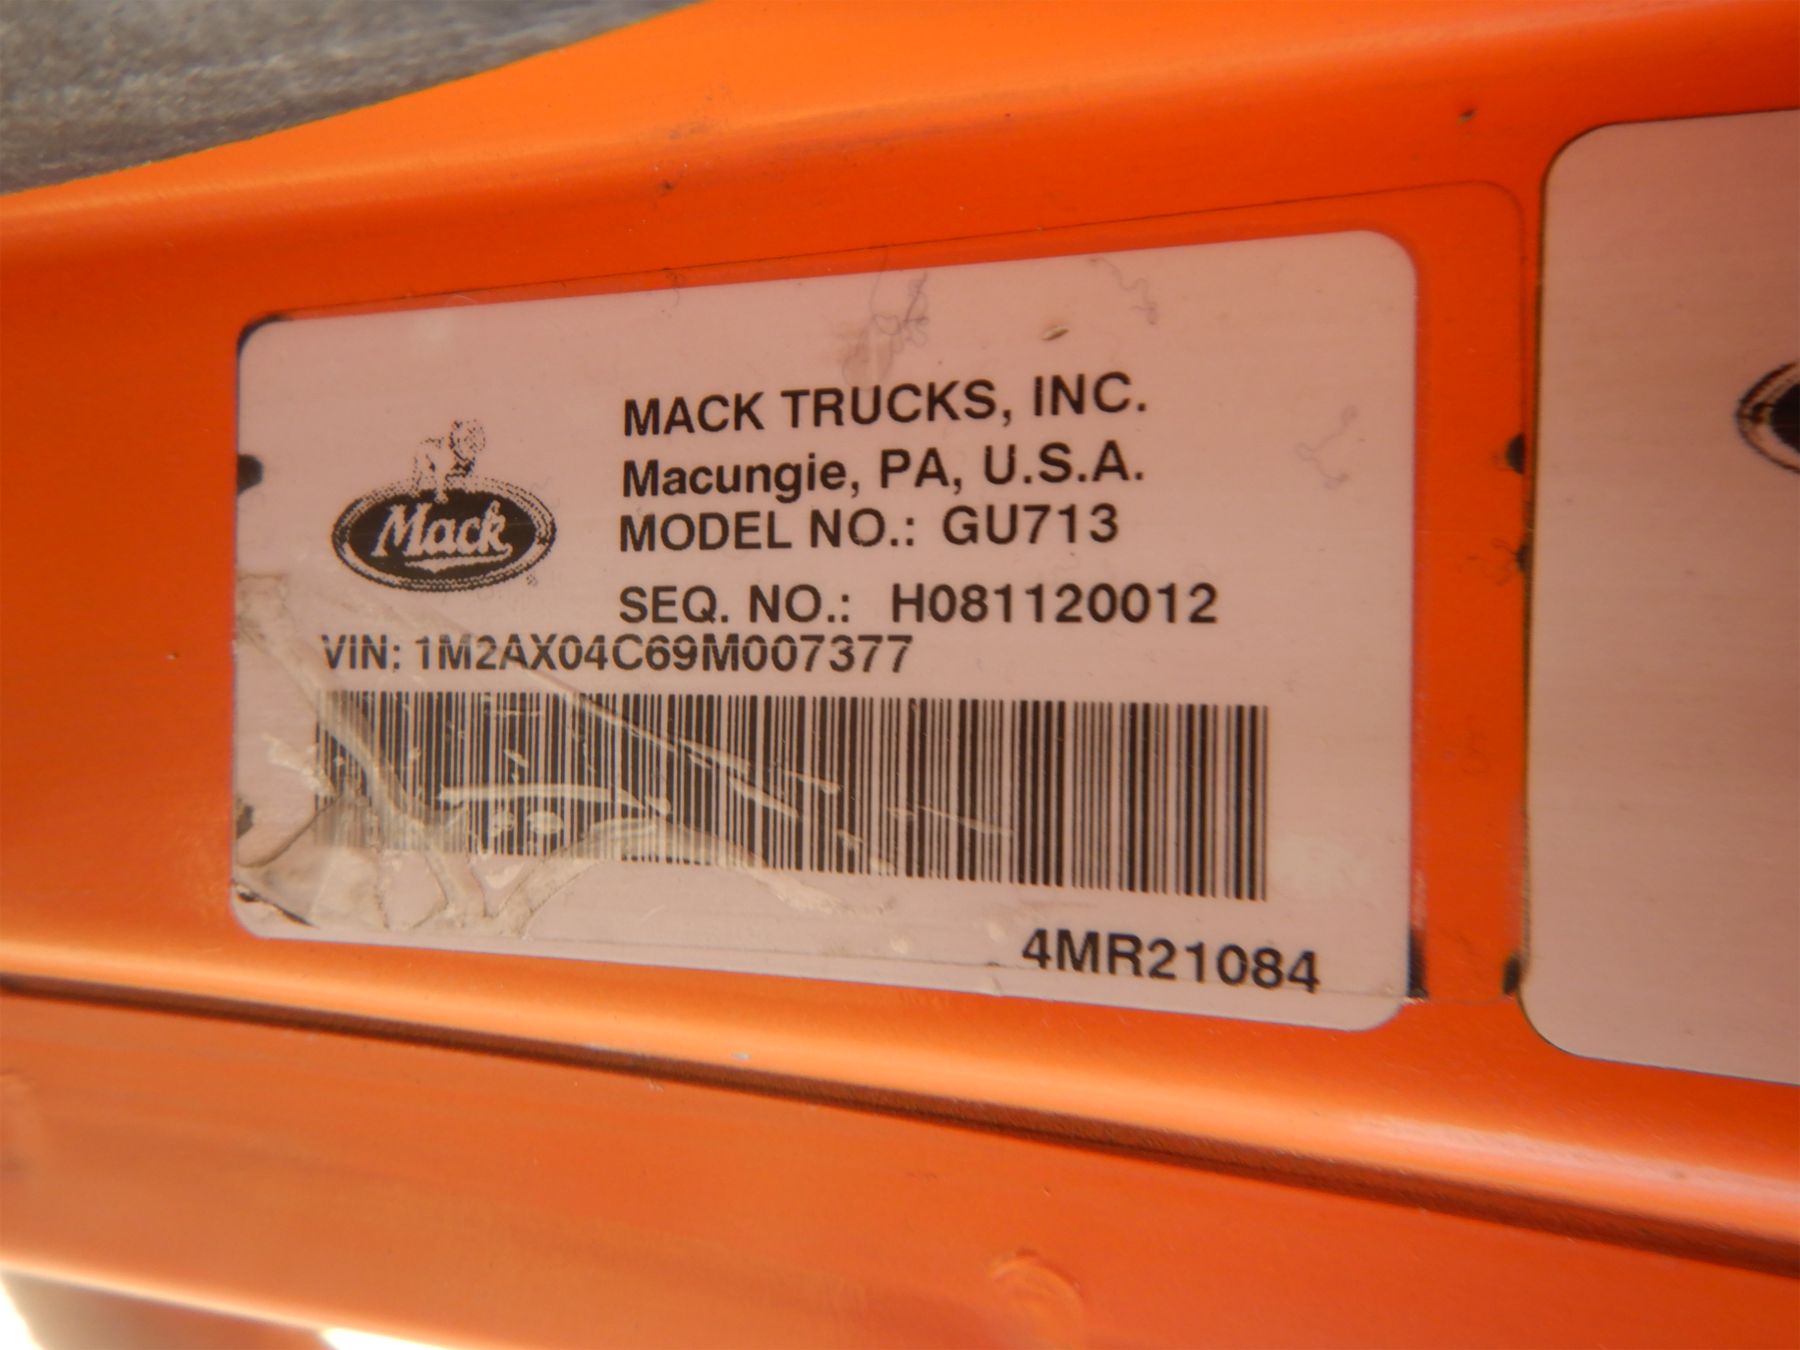 MACK TRUCKS, INC.
Macungie, PA, U.S.A.
Mack
MODEL NO.: GU713
SEQ. NO.: H081120012
VIN: 1M2AX04C69M007377
4MR21084